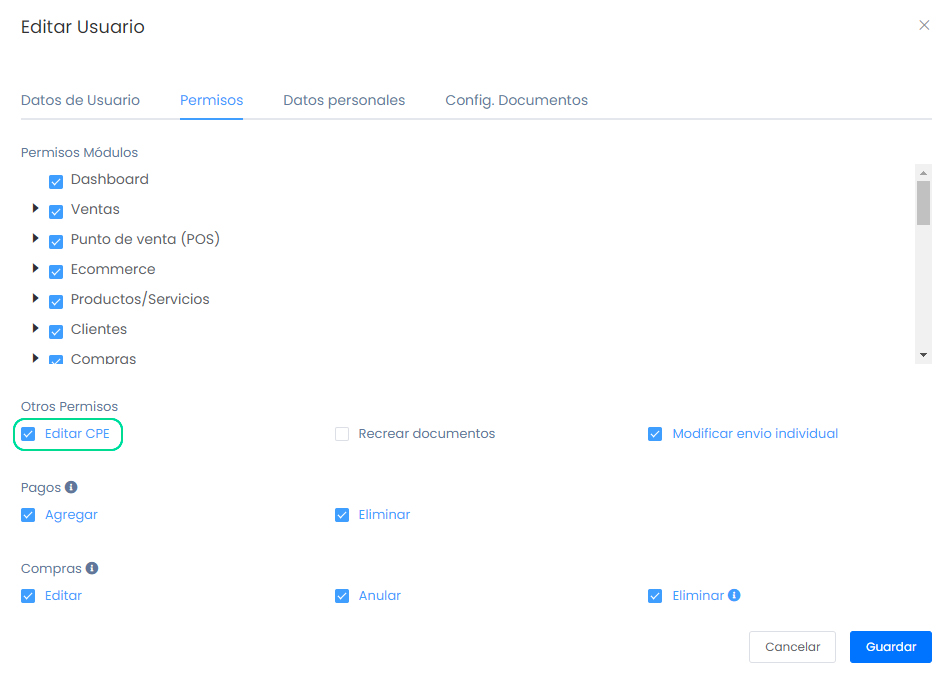 Editar Usuario
Datos de Usuario Permisos Datos personales Config. Documentos
Permisos Módulos
Dashboard
Ventas
Punto de venta (POS)
Ecommerce
Productos/Servicios
Clientes
Compras
Otros Permisos
Editar CPE Recrear documentos Modificar envio individual
Pagos
Agregar Eliminar
Compras
Editar Anular Eliminar
Cancelar Guardar